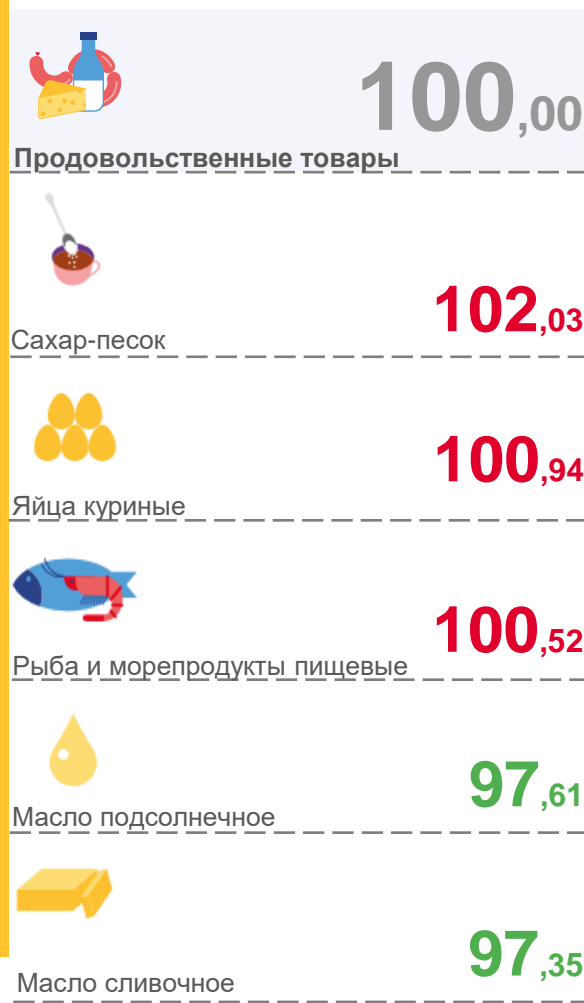 100,00
Продовольственные товары
102,03
Сахар-песок
100,94
Яйца куриные
100,52
Рыба и морепродукты пищевые
97,61
Масло подсолнечное
97,35
Масло сливочное